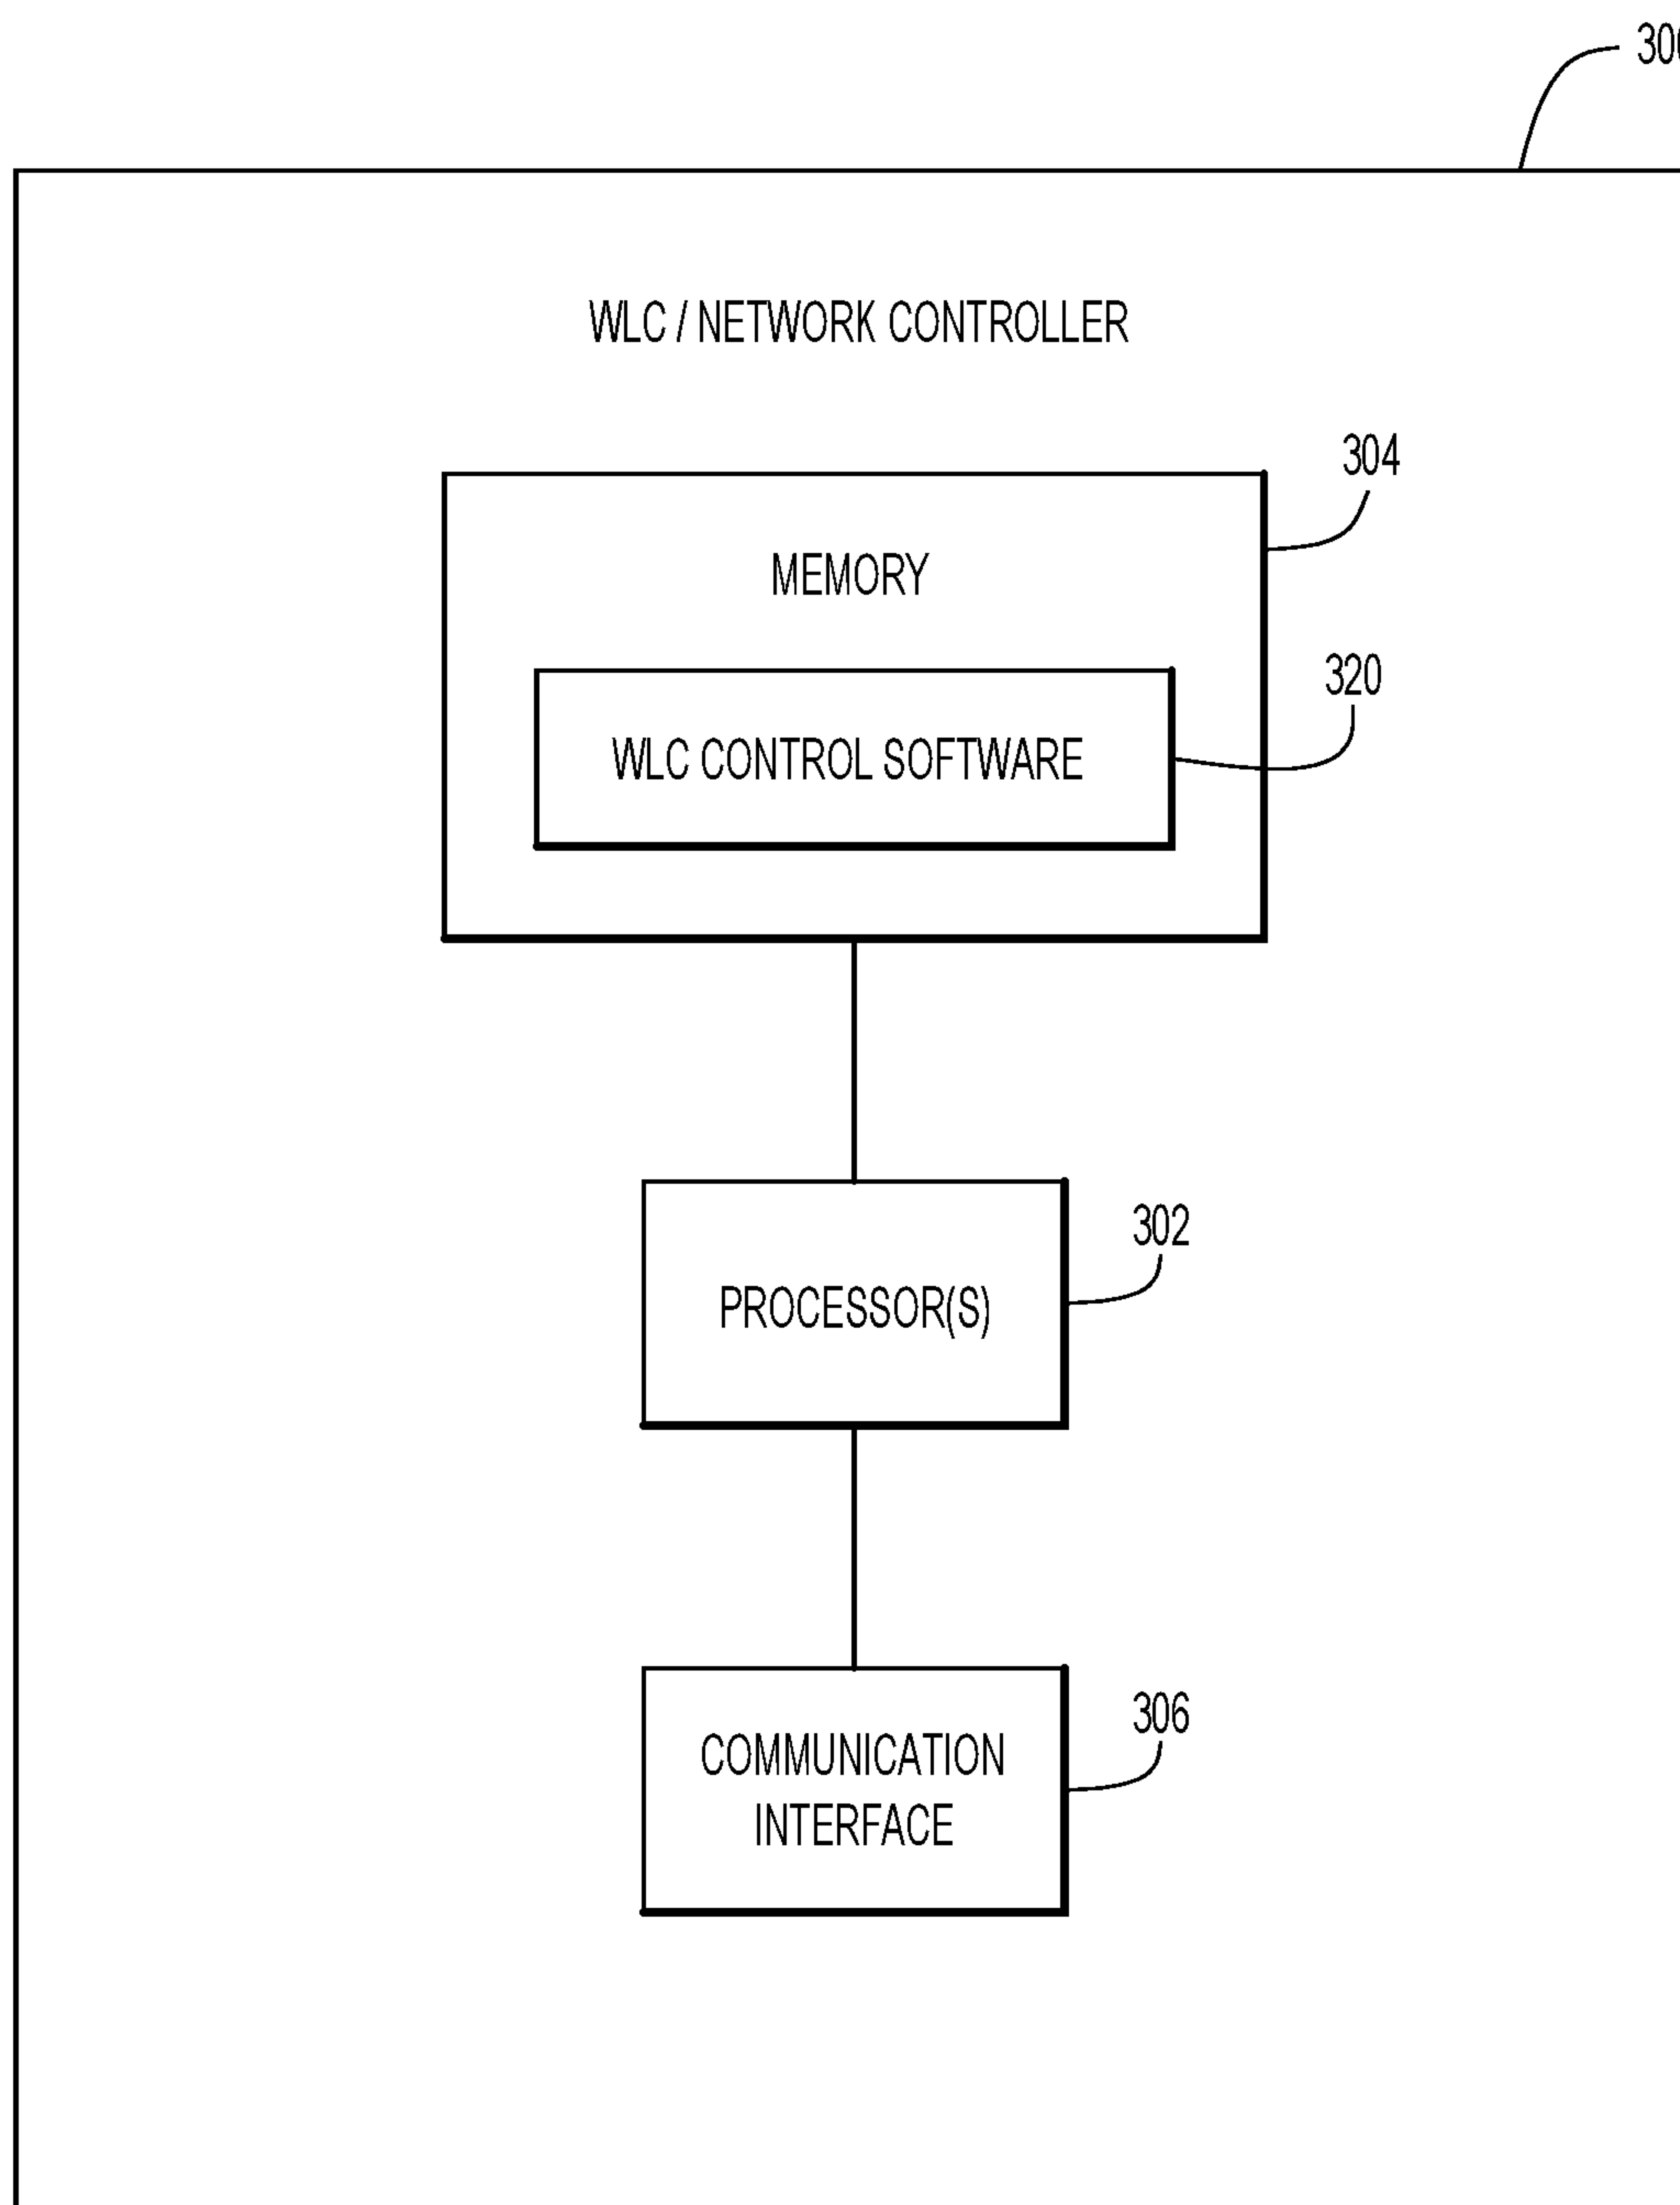 WLC / NETWORK CONTROLLER
304
MEMORY
320
WLC CONTROL SOFTWARE
302
PROCESSOR(S)
306
COMMUNICATION
INTERFACE